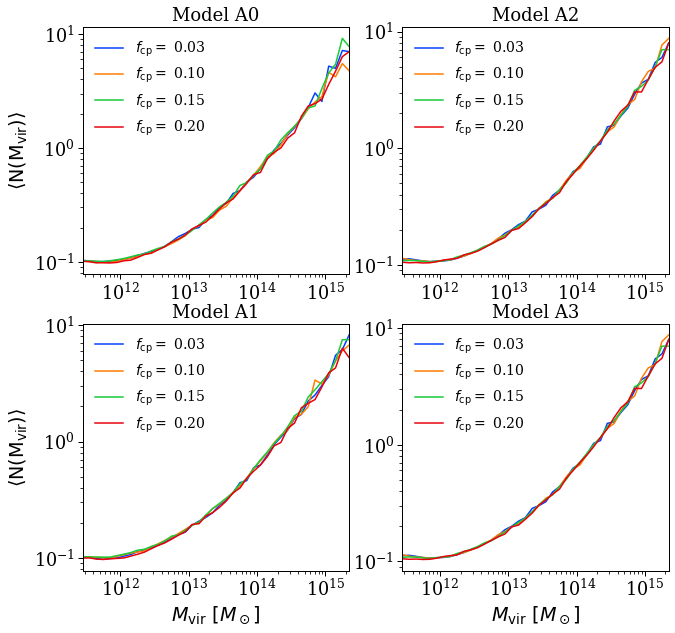 Model A0
Model A2
f_cp = 0.03
f_cp = 0.10
f_cp = 0.15
f_cp = 0.20
f_cp = 0.03
f_cp = 0.10
f_cp = 0.15
f_cp = 0.20
10^1
10^0
10^-1
⟨N(M_vir)⟩
10^12
10^13
10^14
10^15
10^1
10^0
10^-1
10^12
10^13
10^14
10^15
Model A1
Model A3
f_cp = 0.03
f_cp = 0.10
f_cp = 0.15
f_cp = 0.20
f_cp = 0.03
f_cp = 0.10
f_cp = 0.15
f_cp = 0.20
10^1
10^0
10^-1
⟨N(M_vir)⟩
10^12
10^13
10^14
10^15
M_vir [M_⊙]
10^1
10^0
10^-1
10^12
10^13
10^14
10^15
M_vir [M_⊙]